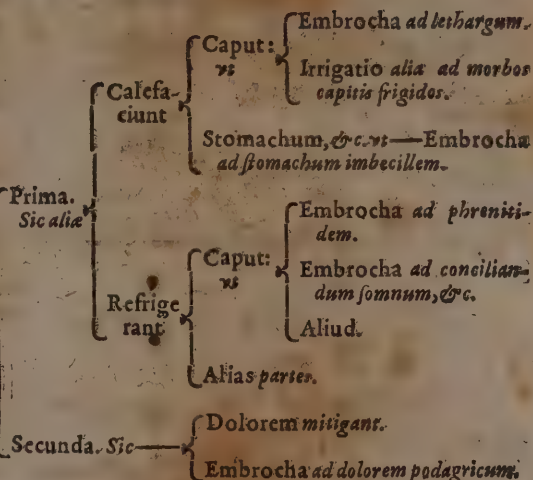 Embrocha ad lethargum.
Caput:
vt
Irrigatio aliæ ad morbos
capitis frigidos.
Calefa-
ciunt
Stomachum, &c. vt — Embrocha
ad ſtomachum imbecillem.
Prima.
Sic aliæ
Embrocha ad phreniti-
dem.
Caput:
vt
Embrocha ad concilian-
dum ſomnum, &c.
Refrige
rant
Aliud.
Alias partes.
Secunda. Sic —
Dolorem mitigant.
Embrocha ad dolorem podagricum.